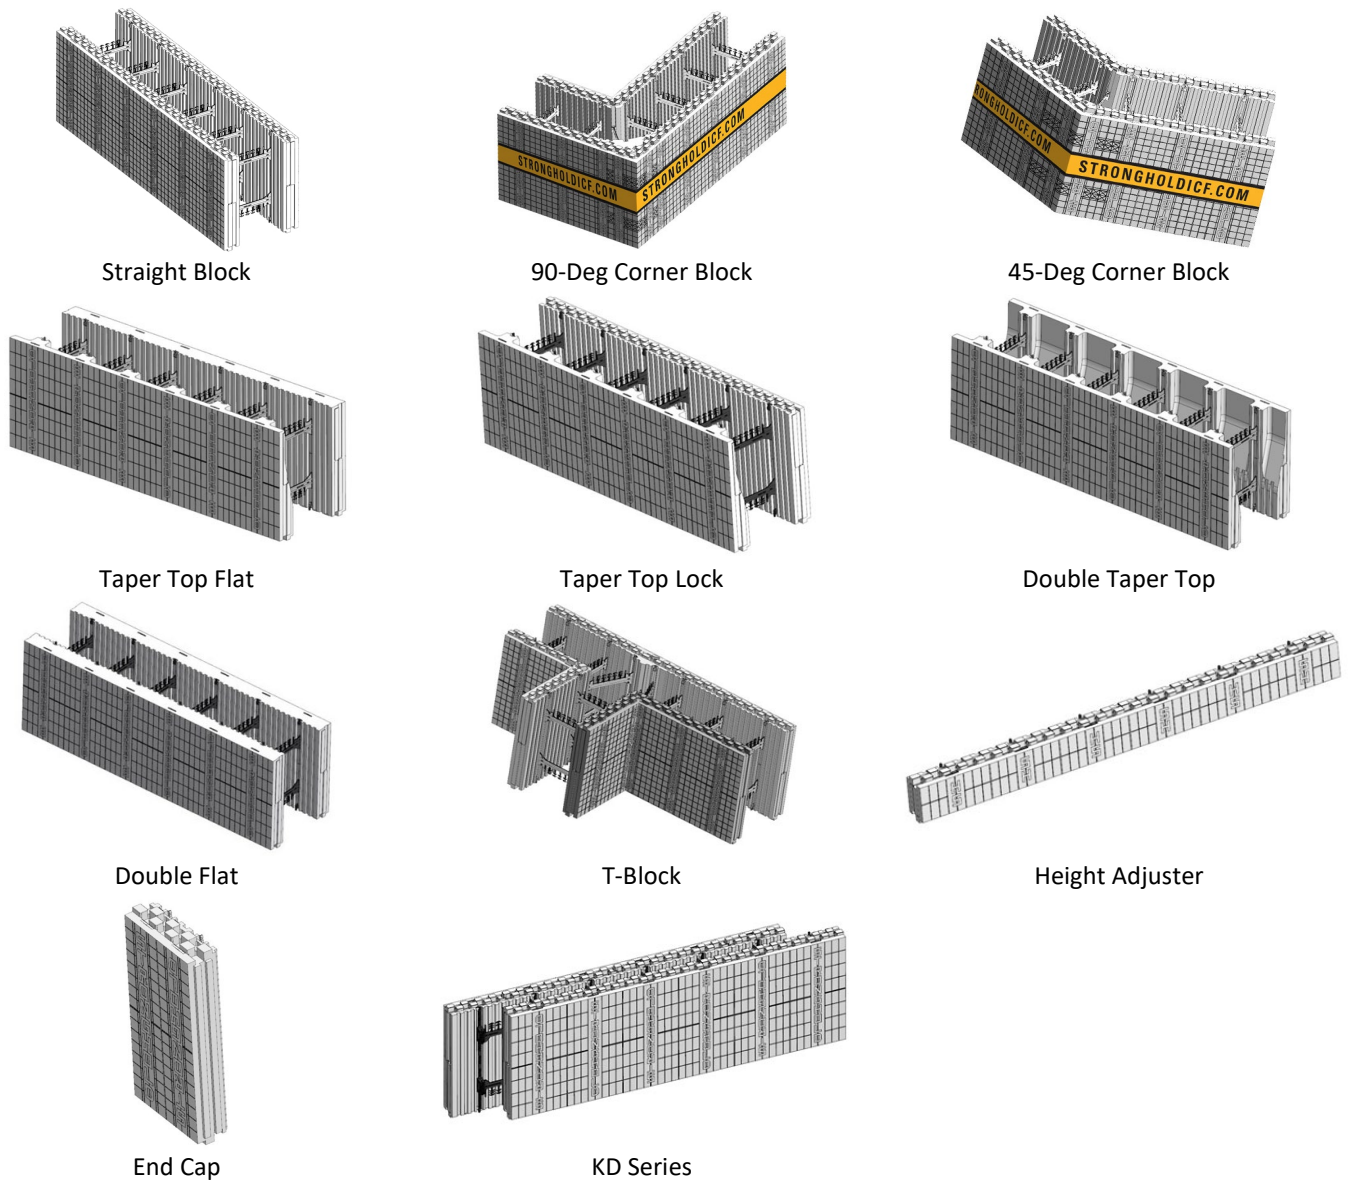 STRONGHOLDICF.COM STRONGHOLDICF.COM
RONGHOLDICF.COM STRONGHOLDICF.COM
Straight Block
90-Deg Corner Block
45-Deg Corner Block
Taper Top Flat
Taper Top Lock
Double Taper Top
Double Flat
T-Block
Height Adjuster
End Cap
KD Series